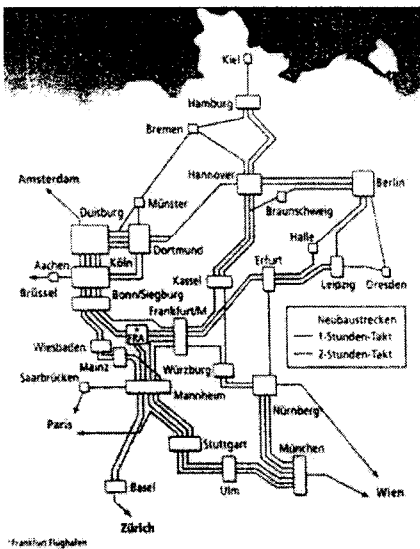 Kiel
Hamburg
Bremen
Hannover
Berlin
Amsterdam
Münster
Duisburg
Braunschweig
Dortmund
Halle
Erfurt
Aachen
Köln
Kassel
Leipzig
Dresden
Brüssel
Bonn/Siegburg
Frankfurt/M
Neubaustrecken
1-Stunden-Takt
2-Stunden-Takt
FRA
Wiesbaden
Mainz
Würzburg
Saarbrücken
Mannheim
Nürnberg
Paris
Stuttgart
München
Ulm
Basel
Wien
Zürich
*Frankfurt Flughafen